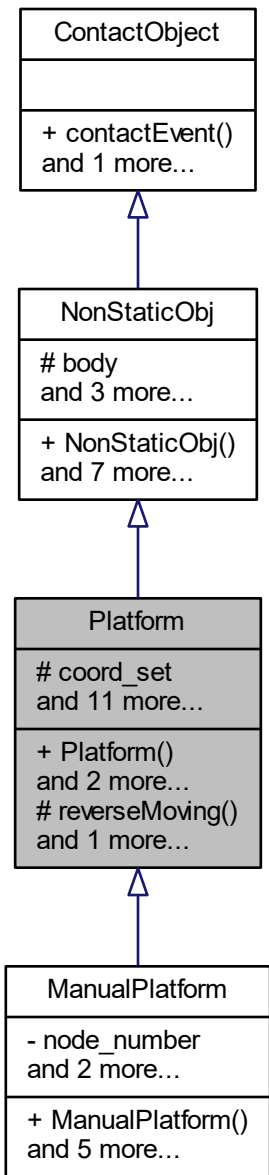 ContactObject
+ contactEvent()
and 1 more...
NonStaticObj
# body
and 3 more...
+ NonStaticObj()
and 7 more...
Platform
# coord_set
and 11 more...
+ Platform()
and 2 more...
# reverseMoving()
and 1 more...
ManualPlatform
- node_number
and 2 more...
+ ManualPlatform()
and 5 more...